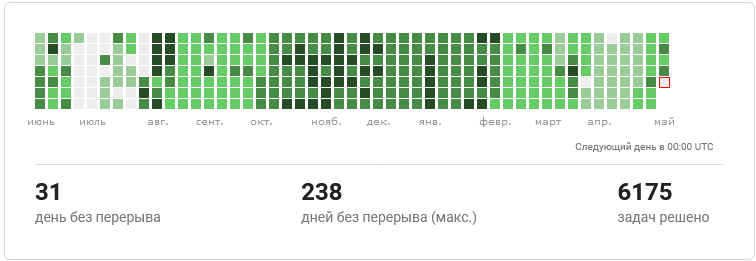 июнь июль авг. сент. окт. нояб. дек. янв. февр. март апр. май
Следующий день в 00:00 UTC
31 238 6175
день без перерыва дней без перерыва (макс.) задач решено